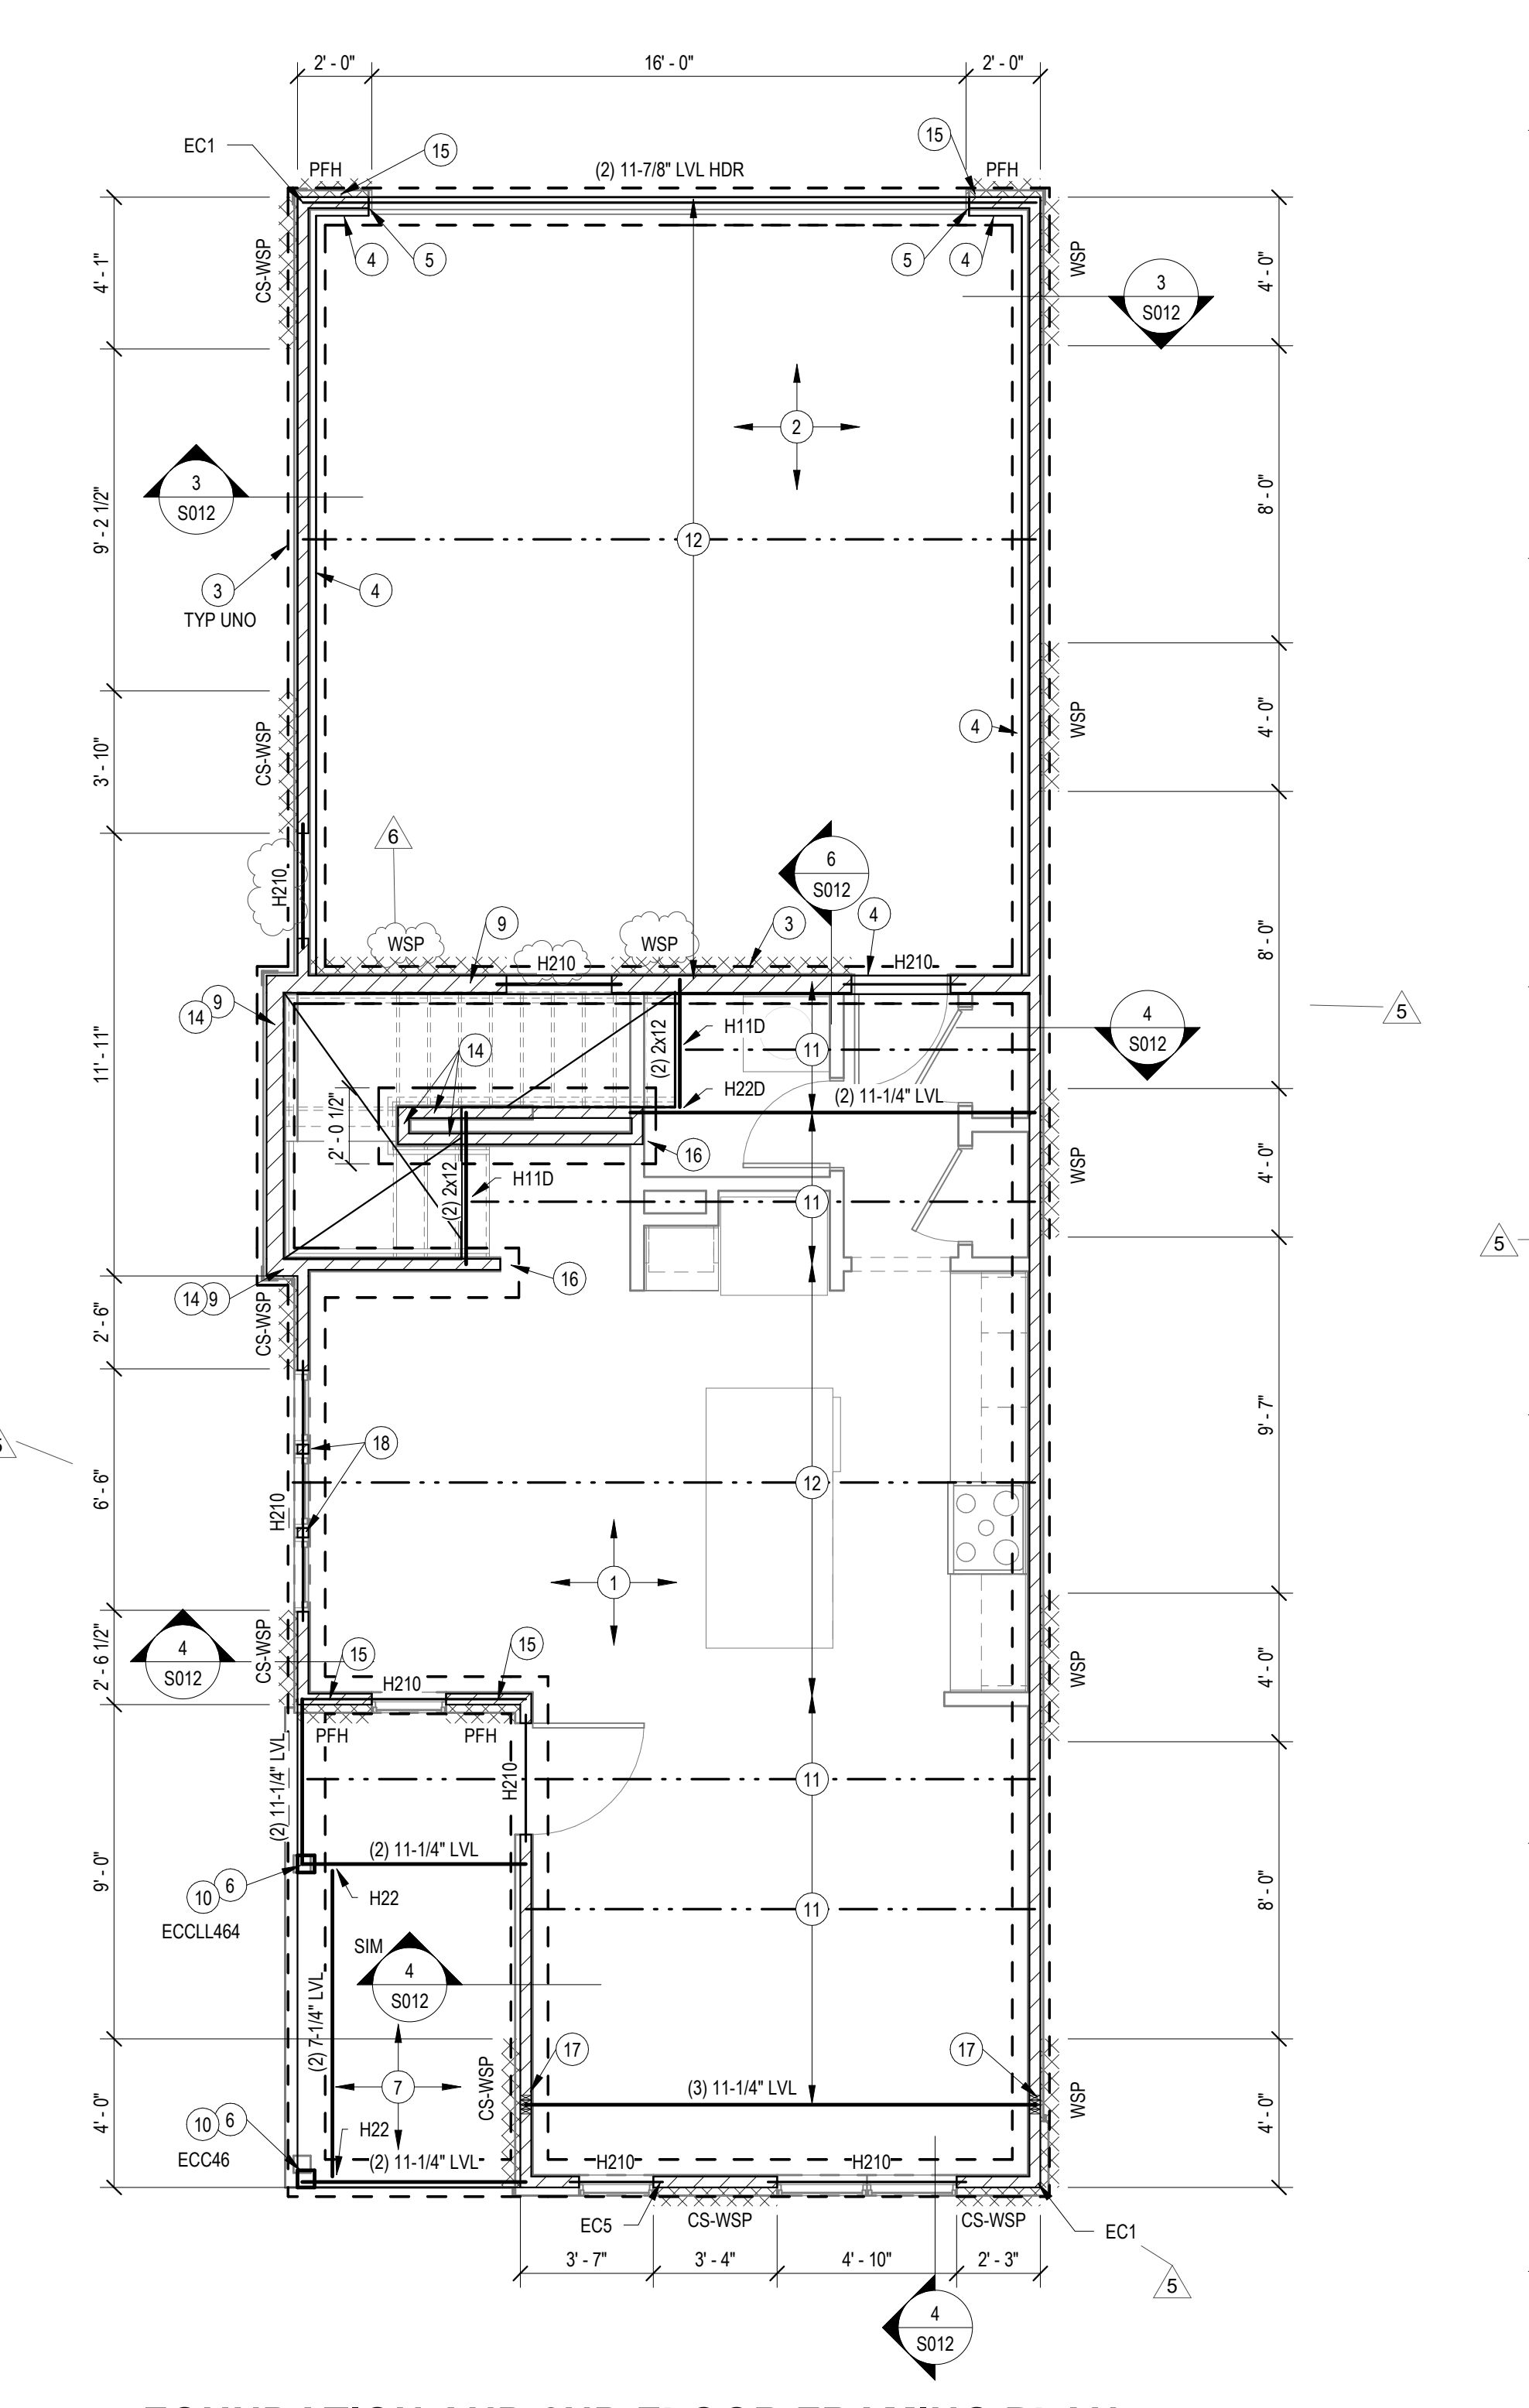 2' - 0"
16' - 0"
2' - 0"
EC1
PFH
15
(2) 11-7/8" LVL HDR
15
PFH
4
5
5
4
4' - 1"
CS-WSP
WSP
4' - 0"
3
S012
2
3
S012
9' - 2 1/2"
8' - 0"
12
3
TYP UNO
4
3' - 10"
CS-WSP
4
WSP
4' - 0"
6
6
S012
H210
WSP
9
H210
WSP
3
4
H210
8' - 0"
9
14
14
(2) 2x12
H11D
11
4
S012
5
11' - 11"
H22D
(2) 11-1/4" LVL
2' - 0 1/2"
16
(2) 2x12
H11D
11
WSP
4' - 0"
5
14
9
16
2' - 6"
CS-WSP
18
9' - 7"
6' - 6"
H210
12
1
2' - 6 1/2"
4
S012
CS-WSP
15
15
H210
WSP
4' - 0"
PFH
PFH
(2) 11-1/4" LVL
H210
11
(2) 11-1/4" LVL
9' - 0"
10
6
H22
ECCLL464
11
8' - 0"
SIM
4
S012
(2) 7-1/4" LVL
17
17
7
CS-WSP
(3) 11-1/4" LVL
WSP
4' - 0"
4' - 0"
10
6
H22
ECC46
(2) 11-1/4" LVL
H210
H210
EC5
CS-WSP
CS-WSP
EC1
3' - 7"
3' - 4"
4' - 10"
2' - 3"
5
4
S012